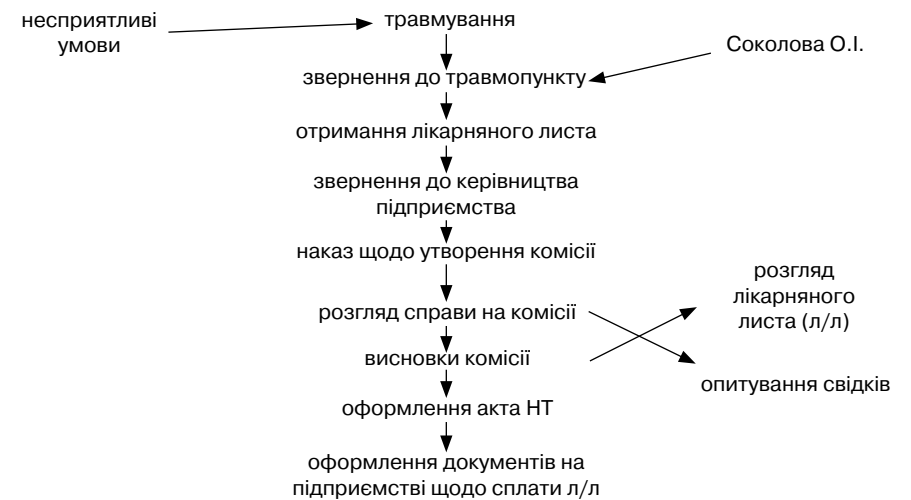 несприятливі
умови
травмування
Соколова О.І.
звернення до травмопункту
отримання лікарняного листа
звернення до керівництва
підприємства
наказ щодо утворення комісії
розгляд
лікарняного
листа (л/л)
розгляд справи на комісії
висновки комісії
опитування свідків
оформлення акта НТ
оформлення документів на
підприємстві щодо сплати л/л